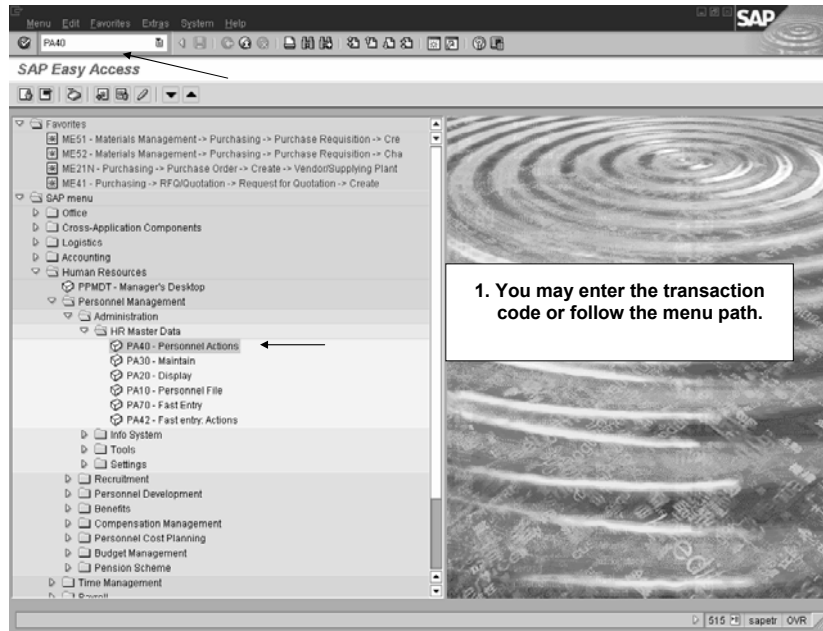 Menu Edit Favorites Extras System Help
SAP
PA40
SAP Easy Access
Favorites
ME51 - Materials Management-> Purchasing -> Purchase Requisition -> Cre
ME52 - Materials Management-> Purchasing -> Purchase Requisition -> Cha
ME21N - Purchasing -> Purchase Order -> Create -> Vendor/Supplying Plant
ME41 - Purchasing -> RFQ/Quotation -> Request for Quotation -> Create
SAP menu
Office
Cross-Application Components
Logistics
Accounting
Human Resources
PPMDT - Manager's Desktop
Personnel Management
Administration
HR Master Data
PA40 - Personnel Actions
PA30 - Maintain
PA20 - Display
PA10 - Personnel File
PA70 - Fast Entry
PA42 - Fast entry: Actions
Info System
Tools
Settings
Recruitment
Personnel Development
Benefits
Compensation Management
Personnel Cost Planning
Budget Management
Pension Scheme
Time Management
Payroll
1. You may enter the transaction
code or follow the menu path.
515 sapetr OVR